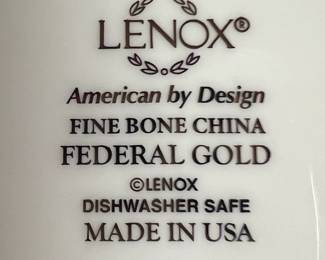 LENOX®
American by Design
FINE BONE CHINA
FEDERAL GOLD
©LENOX
DISHWASHER SAFE
MADE IN USA